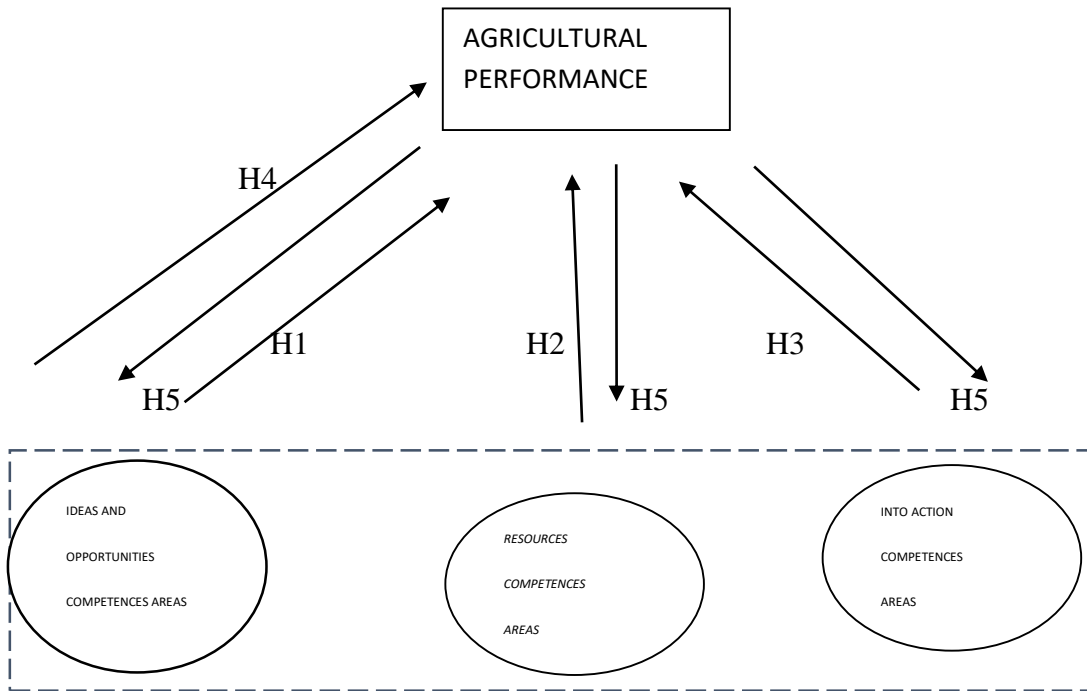 AGRICULTURAL
PERFORMANCE
H4
H1
H2
H3
H5
H5
H5
IDEAS AND
OPPORTUNITIES
COMPETENCES AREAS
RESOURCES
COMPETENCES
AREAS
INTO ACTION
COMPETENCES
AREAS